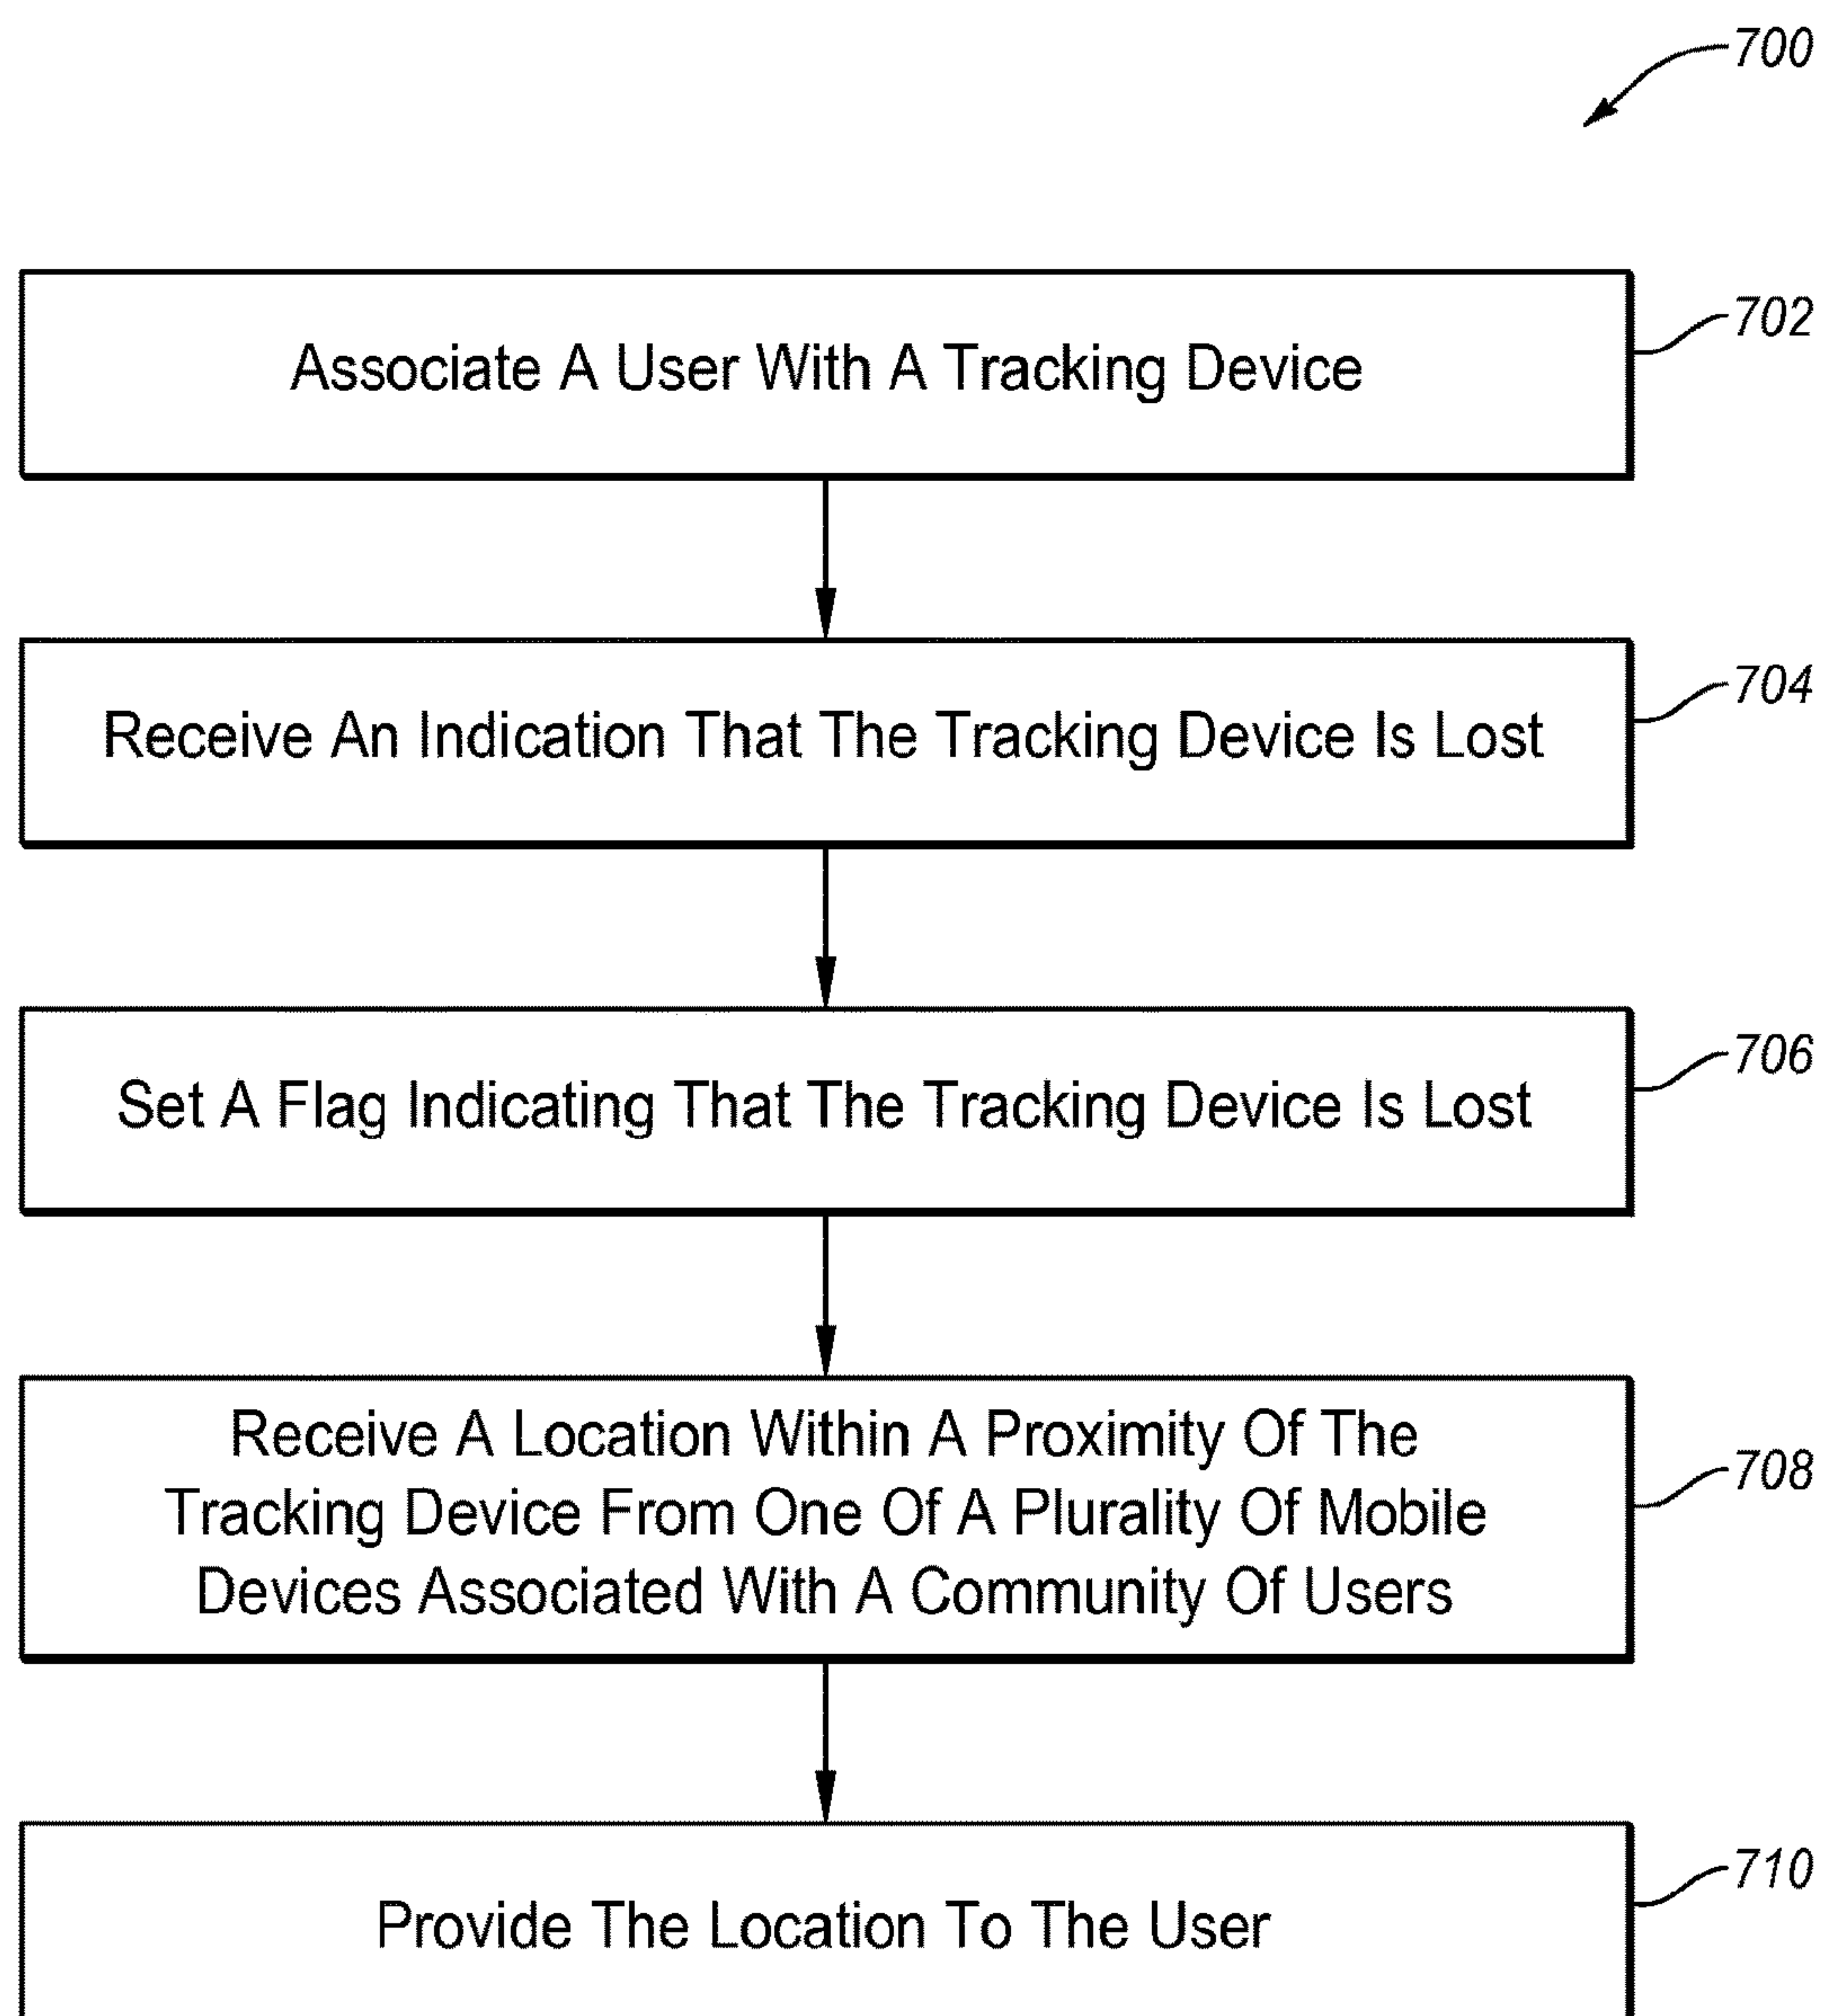 700
Associate A User With A Tracking Device
702
Receive An Indication That The Tracking Device Is Lost
704
Set A Flag Indicating That The Tracking Device Is Lost
706
Receive A Location Within A Proximity Of The
Tracking Device From One Of A Plurality Of Mobile
Devices Associated With A Community Of Users
708
Provide The Location To The User
710